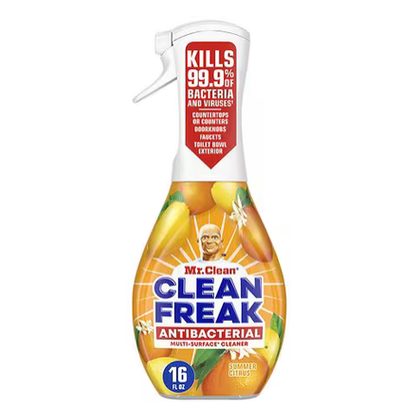 KILLS
99.9% OF
BACTERIA
AND VIRUSES*
COUNTERTOPS
OR COUNTERS
DOORKNOBS
FAUCETS
TOILET BOWL
EXTERIOR
Mr. Clean®
CLEAN
FREAK
ANTIBACTERIAL
MULTI-SURFACE* CLEANER
16
FL OZ
SUMMER
CITRUS